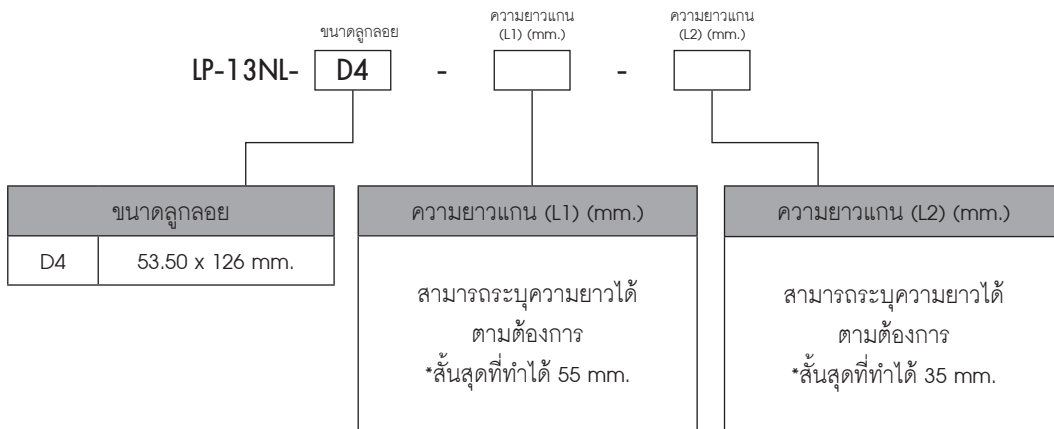 ขนาดลูกลอย
ความยาวแกน
(L1) (mm.)
ความยาวแกน
(L2) (mm.)
LP-13NL- D4 - -
ขนาดลูกลอย
D4 53.50 x 126 mm.
ความยาวแกน (L1) (mm.)
สามารถระบุความยาวได้
ตามต้องการ
*สั้นสุดที่ทำได้ 55 mm.
ความยาวแกน (L2) (mm.)
สามารถระบุความยาวได้
ตามต้องการ
*สั้นสุดที่ทำได้ 35 mm.